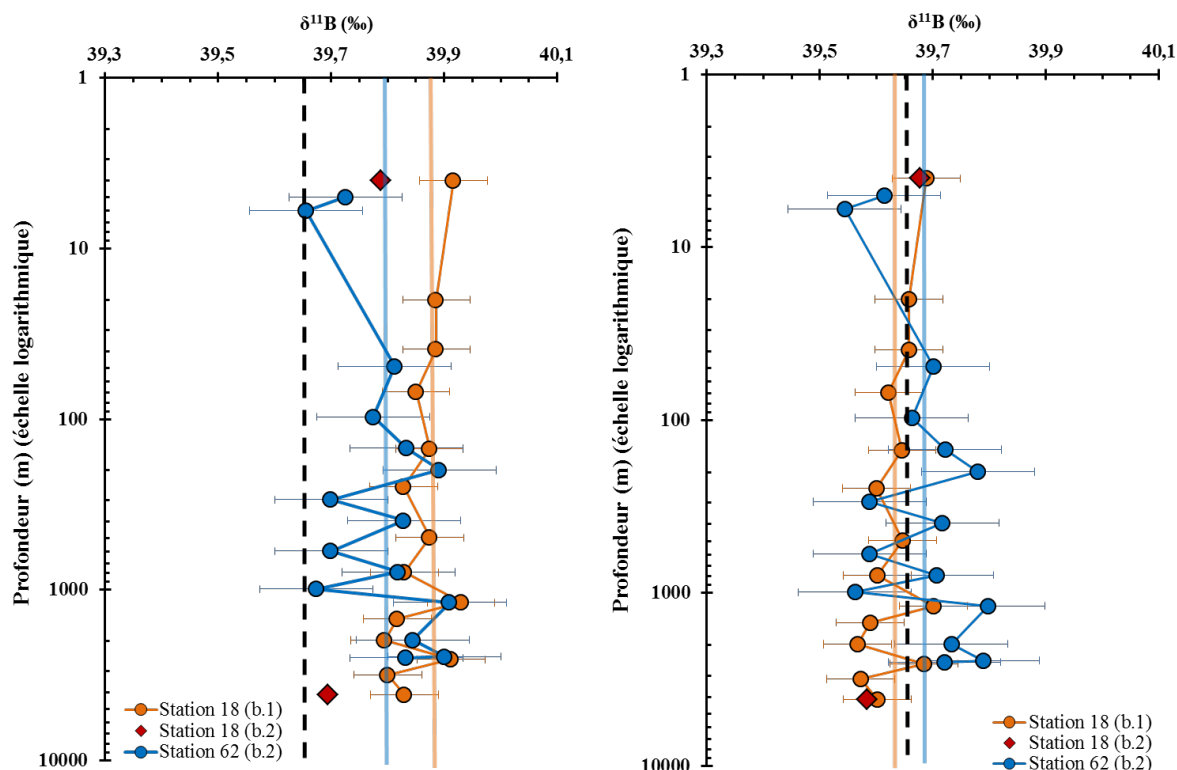 δ¹¹B (‰)
39,3 39,5 39,7 39,9 40,1
1
10
100
1000
10000
Profondeur (m) (échelle logarithmique)
Station 18 (b.1)
Station 18 (b.2)
Station 62 (b.2)
δ¹¹B (‰)
39,3 39,5 39,7 39,9 40,1
1
10
100
1000
10000
Profondeur (m) (échelle logarithmique)
Station 18 (b.1)
Station 18 (b.2)
Station 62 (b.2)